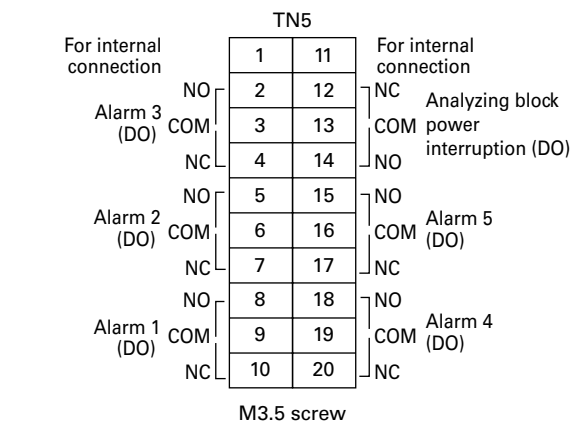 TN5
For internal
connection
1 11
For internal
connection
NO 2 12 NC
Alarm 3
(DO)
COM 3 13 COM
Analyzing block
power
interruption (DO)
NC 4 14 NO
NO 5 15 NO
Alarm 2
(DO)
COM 6 16 COM
Alarm 5
(DO)
NC 7 17 NC
NO 8 18 NO
Alarm 1
(DO)
COM 9 19 COM
Alarm 4
(DO)
NC 10 20 NC
M3.5 screw